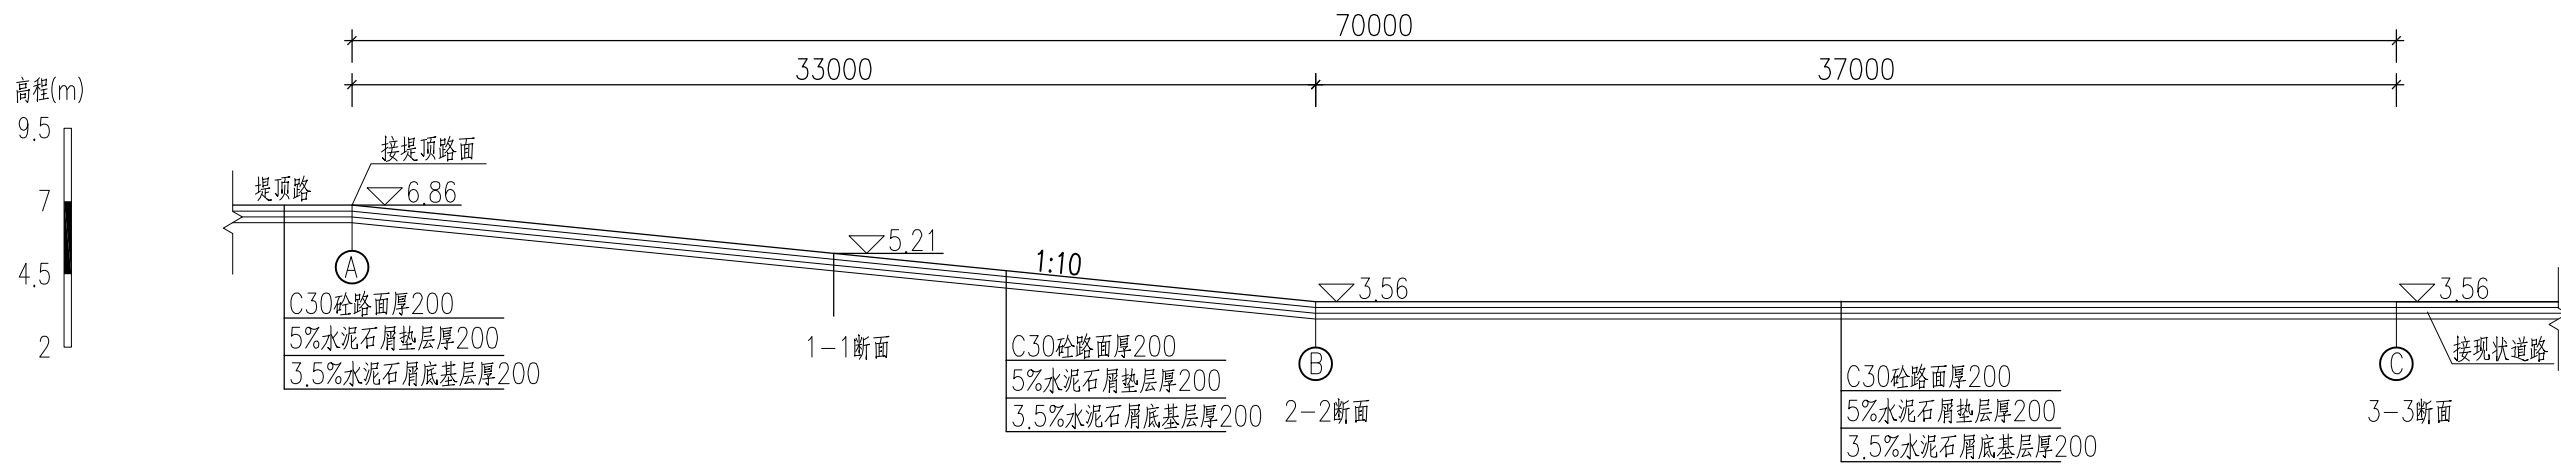 70000
33000
37000
高程(m)
9.5
7
4.5
2
接堤顶路面
堤顶路
6.86
A
C30砼路面厚200
5%水泥石屑垫层厚200
3.5%水泥石屑底基层厚200
5.21
1-1断面
1:10
C30砼路面厚200
5%水泥石屑垫层厚200
3.5%水泥石屑底基层厚200
3.56
B
2-2断面
C30砼路面厚200
5%水泥石屑垫层厚200
3.5%水泥石屑底基层厚200
3.56
C
接现状道路
3-3断面